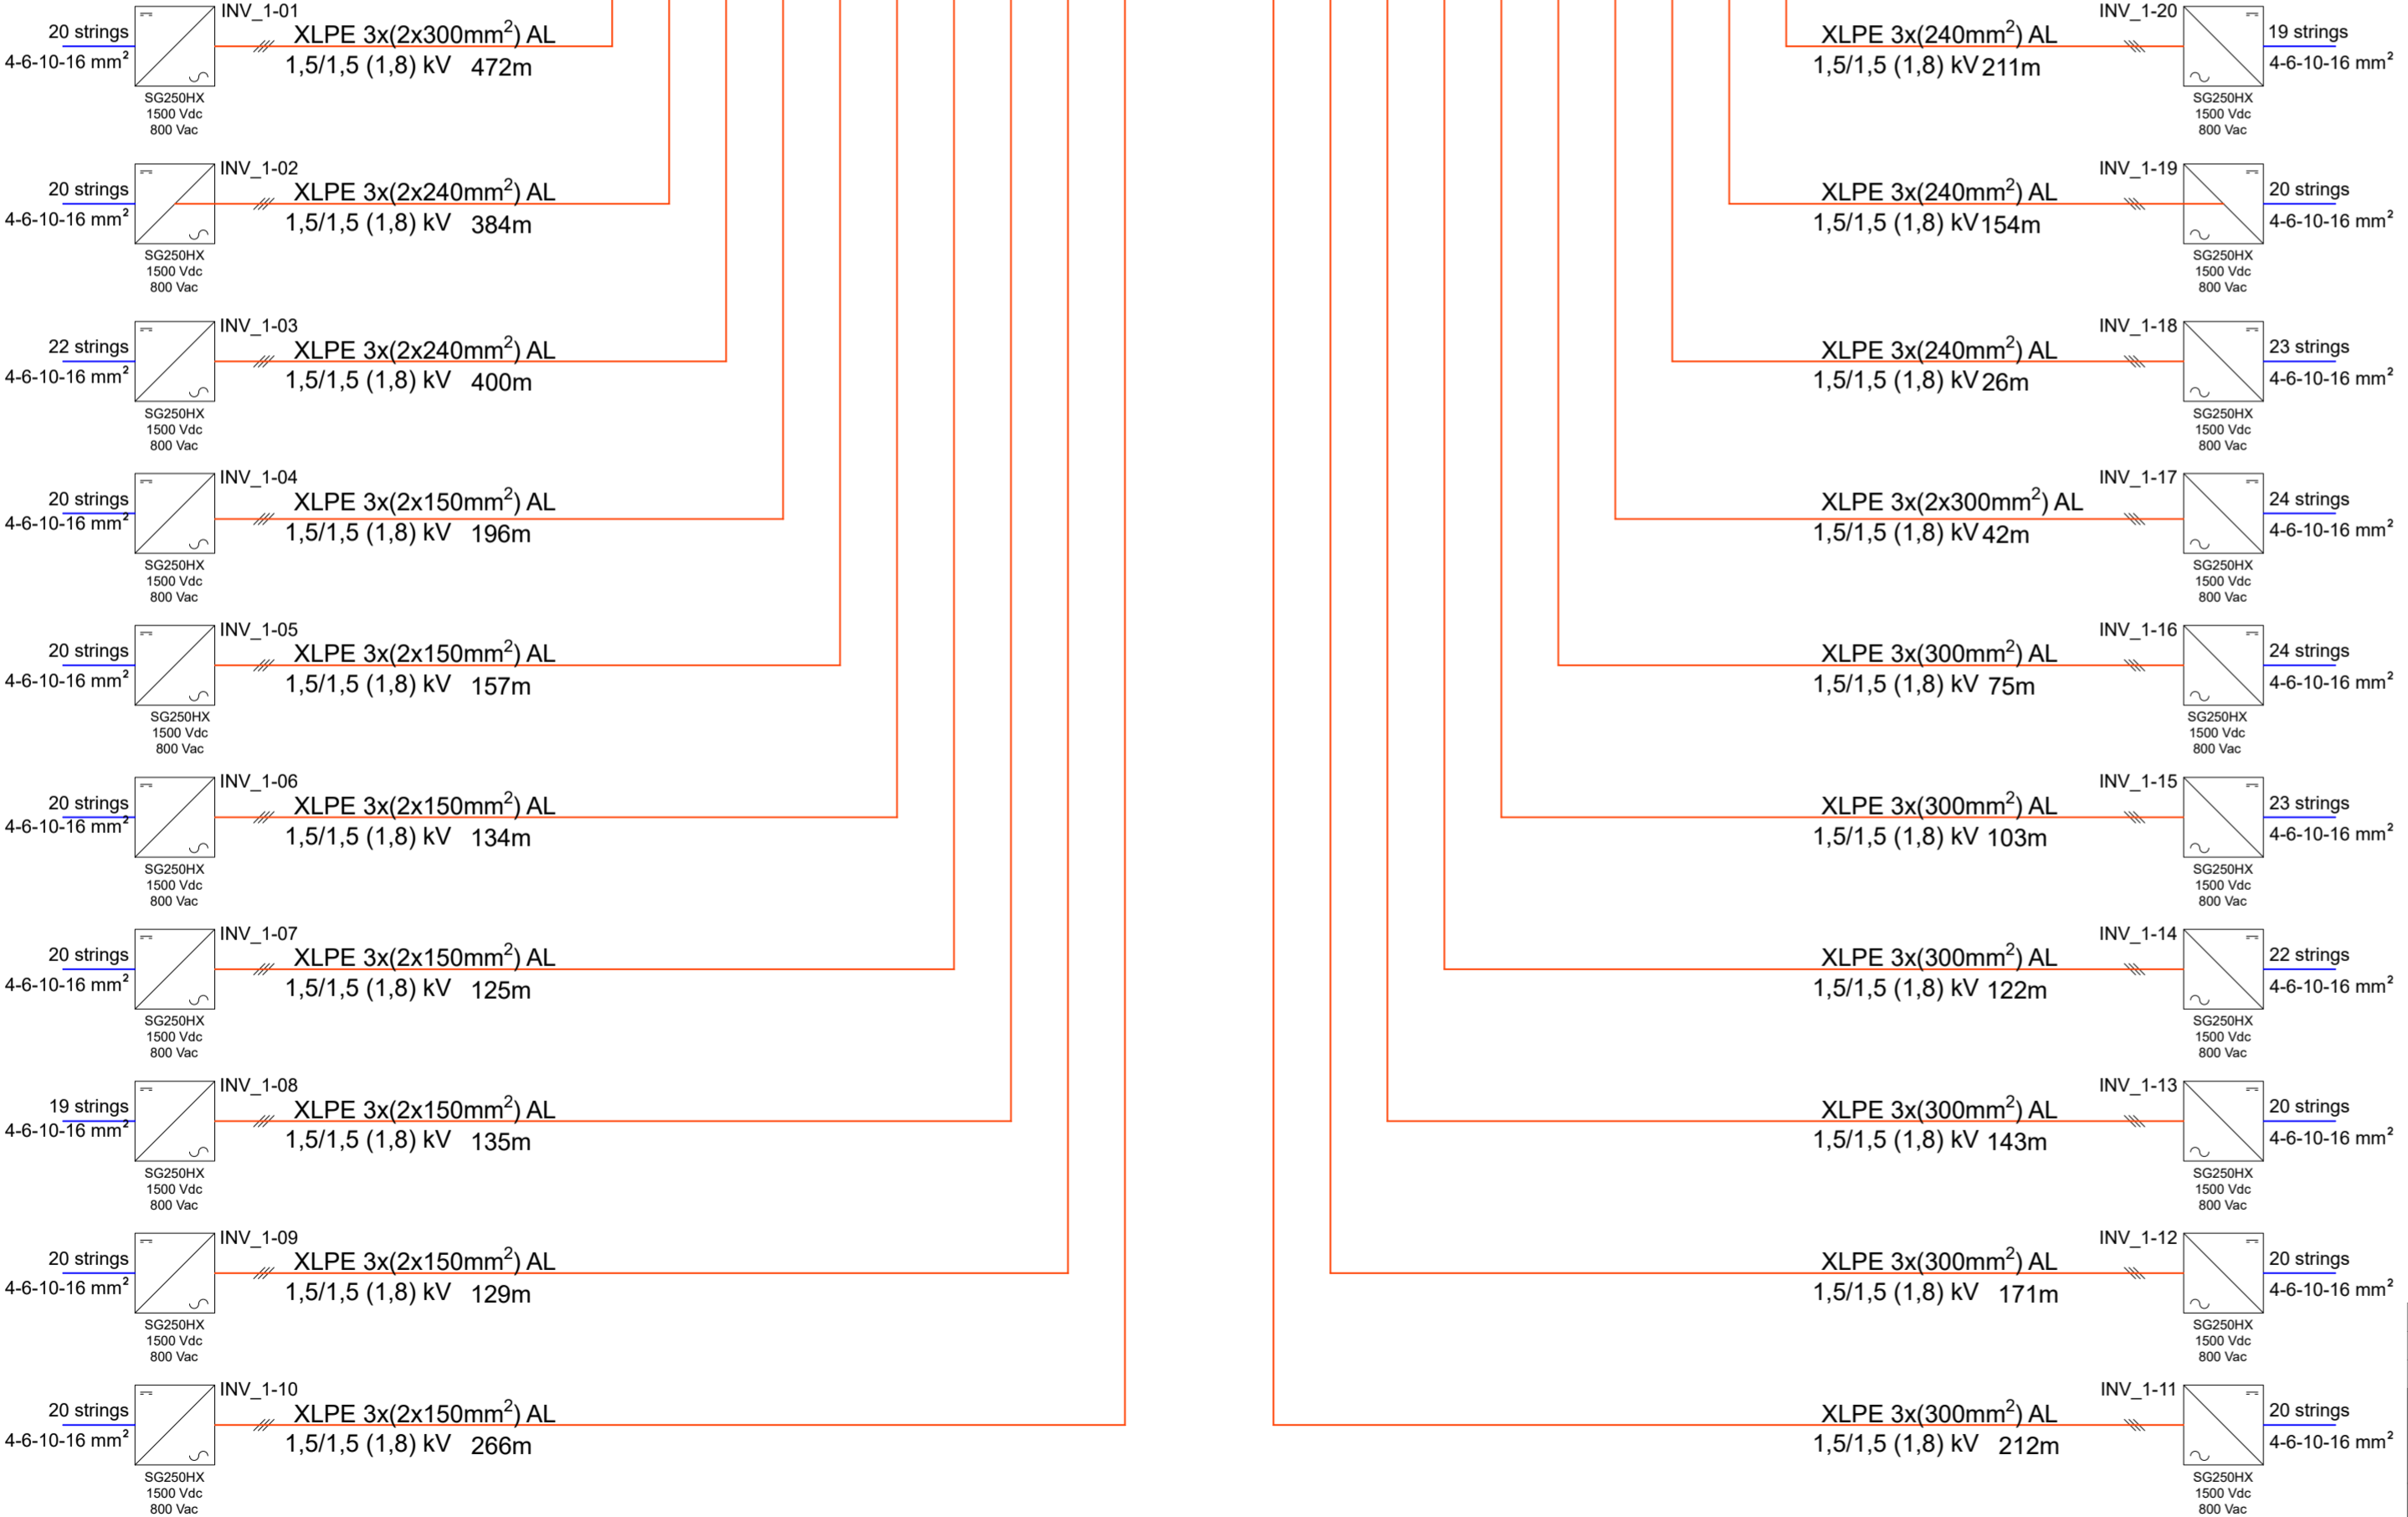 INV_1-01
20 strings
XLPE 3x(2x300mm²) AL
4-6-10-16 mm²
1,5/1,5 (1,8) kV 472m
SG250HX
1500 Vdc
800 Vac
INV_1-02
20 strings
XLPE 3x(2x240mm²) AL
4-6-10-16 mm²
1,5/1,5 (1,8) kV 384m
SG250HX
1500 Vdc
800 Vac
INV_1-03
22 strings
XLPE 3x(2x240mm²) AL
4-6-10-16 mm²
1,5/1,5 (1,8) kV 400m
SG250HX
1500 Vdc
800 Vac
INV_1-04
20 strings
XLPE 3x(2x150mm²) AL
4-6-10-16 mm²
1,5/1,5 (1,8) kV 196m
SG250HX
1500 Vdc
800 Vac
INV_1-05
20 strings
XLPE 3x(2x150mm²) AL
4-6-10-16 mm²
1,5/1,5 (1,8) kV 157m
SG250HX
1500 Vdc
800 Vac
INV_1-06
20 strings
XLPE 3x(2x150mm²) AL
4-6-10-16 mm²
1,5/1,5 (1,8) kV 134m
SG250HX
1500 Vdc
800 Vac
INV_1-07
20 strings
XLPE 3x(2x150mm²) AL
4-6-10-16 mm²
1,5/1,5 (1,8) kV 125m
SG250HX
1500 Vdc
800 Vac
INV_1-08
19 strings
XLPE 3x(2x150mm²) AL
4-6-10-16 mm²
1,5/1,5 (1,8) kV 135m
SG250HX
1500 Vdc
800 Vac
INV_1-09
20 strings
XLPE 3x(2x150mm²) AL
4-6-10-16 mm²
1,5/1,5 (1,8) kV 129m
SG250HX
1500 Vdc
800 Vac
INV_1-10
20 strings
XLPE 3x(2x150mm²) AL
4-6-10-16 mm²
1,5/1,5 (1,8) kV 266m
SG250HX
1500 Vdc
800 Vac
INV_1-20
XLPE 3x(240mm²) AL
19 strings
1,5/1,5 (1,8) kV 211m
4-6-10-16 mm²
SG250HX
1500 Vdc
800 Vac
INV_1-19
XLPE 3x(240mm²) AL
20 strings
1,5/1,5 (1,8) kV 154m
4-6-10-16 mm²
SG250HX
1500 Vdc
800 Vac
INV_1-18
XLPE 3x(240mm²) AL
23 strings
1,5/1,5 (1,8) kV 26m
4-6-10-16 mm²
SG250HX
1500 Vdc
800 Vac
INV_1-17
XLPE 3x(2x300mm²) AL
24 strings
1,5/1,5 (1,8) kV 42m
4-6-10-16 mm²
SG250HX
1500 Vdc
800 Vac
INV_1-16
XLPE 3x(300mm²) AL
24 strings
1,5/1,5 (1,8) kV 75m
4-6-10-16 mm²
SG250HX
1500 Vdc
800 Vac
INV_1-15
XLPE 3x(300mm²) AL
23 strings
1,5/1,5 (1,8) kV 103m
4-6-10-16 mm²
SG250HX
1500 Vdc
800 Vac
INV_1-14
XLPE 3x(300mm²) AL
22 strings
1,5/1,5 (1,8) kV 122m
4-6-10-16 mm²
SG250HX
1500 Vdc
800 Vac
INV_1-13
XLPE 3x(300mm²) AL
20 strings
1,5/1,5 (1,8) kV 143m
4-6-10-16 mm²
SG250HX
1500 Vdc
800 Vac
INV_1-12
XLPE 3x(300mm²) AL
20 strings
1,5/1,5 (1,8) kV 171m
4-6-10-16 mm²
SG250HX
1500 Vdc
800 Vac
INV_1-11
XLPE 3x(300mm²) AL
20 strings
1,5/1,5 (1,8) kV 212m
4-6-10-16 mm²
SG250HX
1500 Vdc
800 Vac